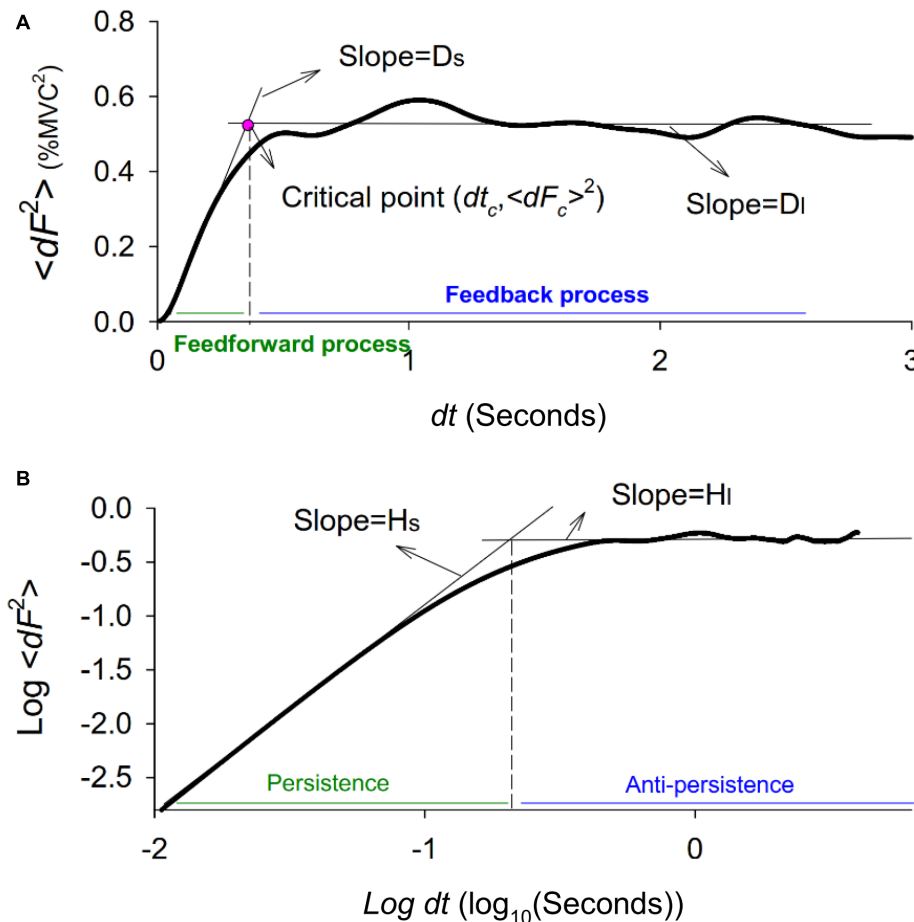 A
0.8
0.6
0.4
0.2
0.0
<dF²> (%MVC²)
Slope=Ds
Critical point (dtc,<dFc>²)
Slope=Dl
Feedback process
Feedforward process
0
1
2
3
dt (Seconds)
B
0.0
-0.5
-1.0
-1.5
-2.0
-2.5
Log <dF²>
Slope=Hs
Slope=Hl
Persistence
Anti-persistence
-2
-1
0
Log dt (log10(Seconds))